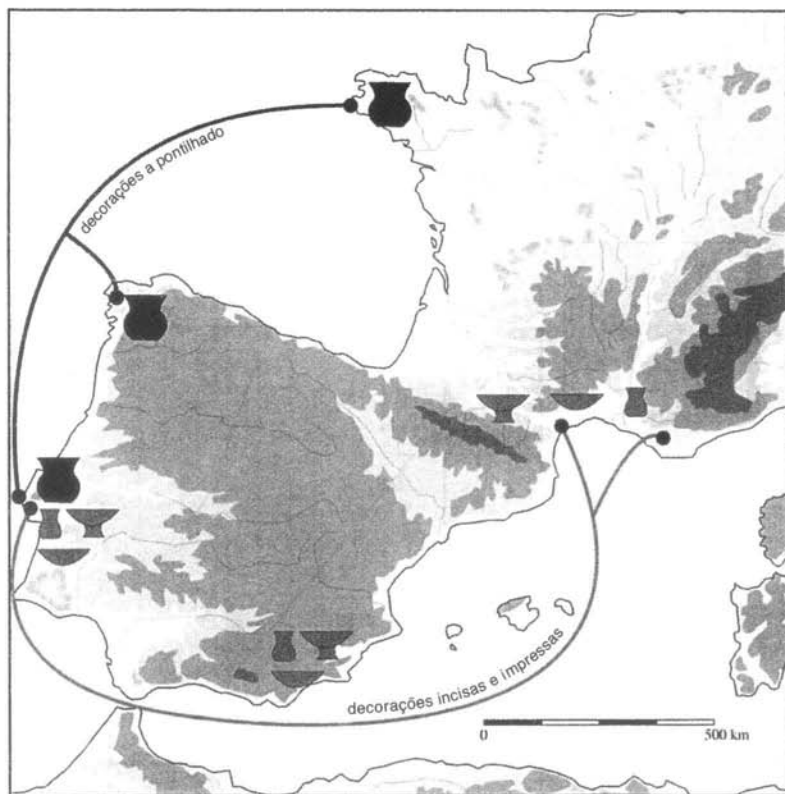 decorações a pontilhado
decorações incisas e impressas
0 500 km